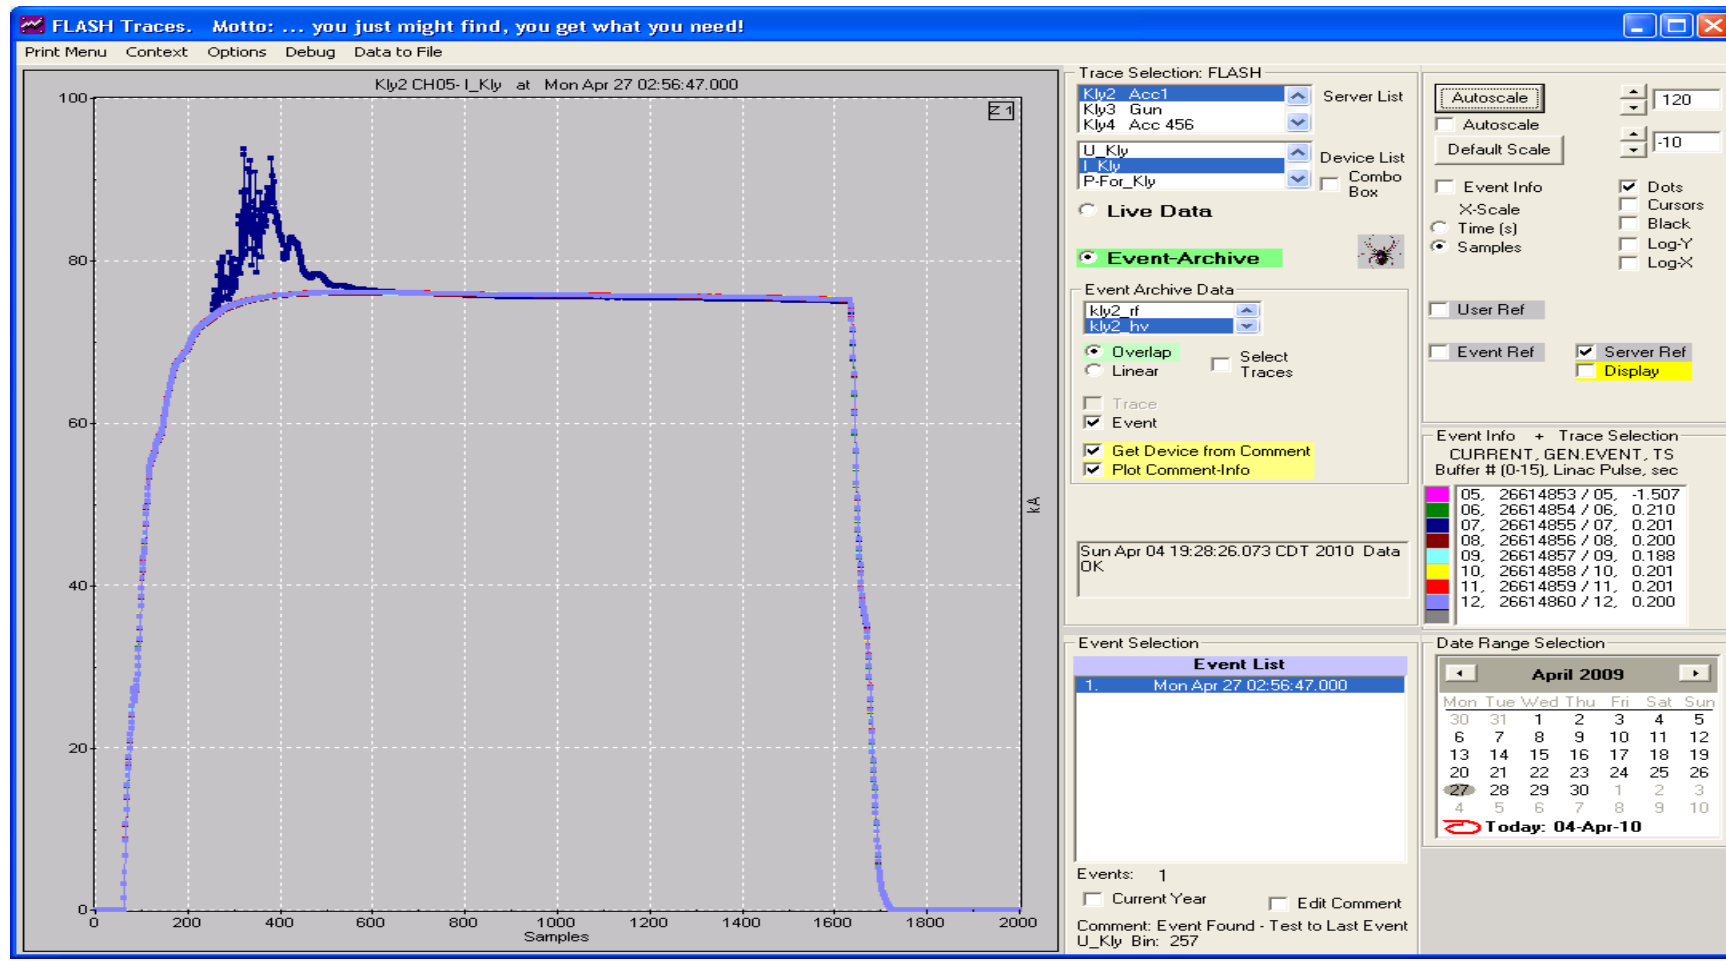 FLASH Traces. Motto: ... you just might find, you get what you need!
Print Menu Context Options Debug Data to File
Kly2 CH05- I_Kly at Mon Apr 27 02:56:47.000
Z 1
100
80
60
40
20
0
kA
0 200 400 600 800 1000 1200 1400 1600 1800 2000
Samples
Trace Selection: FLASH
Kly2 Acc1
Kly3 Gun
Kly4 Acc 456
Server List
U_Kly
I_Kly
P-For_Kly
Device List
Combo
Box
Live Data
Event-Archive
Event Archive Data
kly2_rf
kly2_hv
Overlap
Linear
Select
Traces
Trace
Event
Get Device from Comment
Plot Comment-Info
Sun Apr 04 19:28:26.073 CDT 2010 Data
OK
Event Selection
Event List
1. Mon Apr 27 02:56:47.000
Events: 1
Current Year
Edit Comment
Comment: Event Found - Test to Last Event
U_Kly Bin: 257
Autoscale
120
Autoscale
Default Scale
-10
Event Info
X-Scale
Time (s)
Samples
Dots
Cursors
Black
Log-Y
Log-X
User Ref
Event Ref
Server Ref
Display
Event Info + Trace Selection
CURRENT, GEN.EVENT, TS
Buffer # (0-15), Linac Pulse, sec
05, 26614853 / 05, -1.507
06, 26614854 / 06, 0.210
07, 26614855 / 07, 0.201
08, 26614856 / 08, 0.200
09, 26614857 / 09, 0.188
10, 26614858 / 10, 0.201
11, 26614859 / 11, 0.201
12, 26614860 / 12, 0.200
Date Range Selection
April 2009
Mon Tue Wed Thu Fri Sat Sun
30 31 1 2 3 4 5
6 7 8 9 10 11 12
13 14 15 16 17 18 19
20 21 22 23 24 25 26
27 28 29 30 1 2 3
4 5 6 7 8 9 10
Today: 04-Apr-10